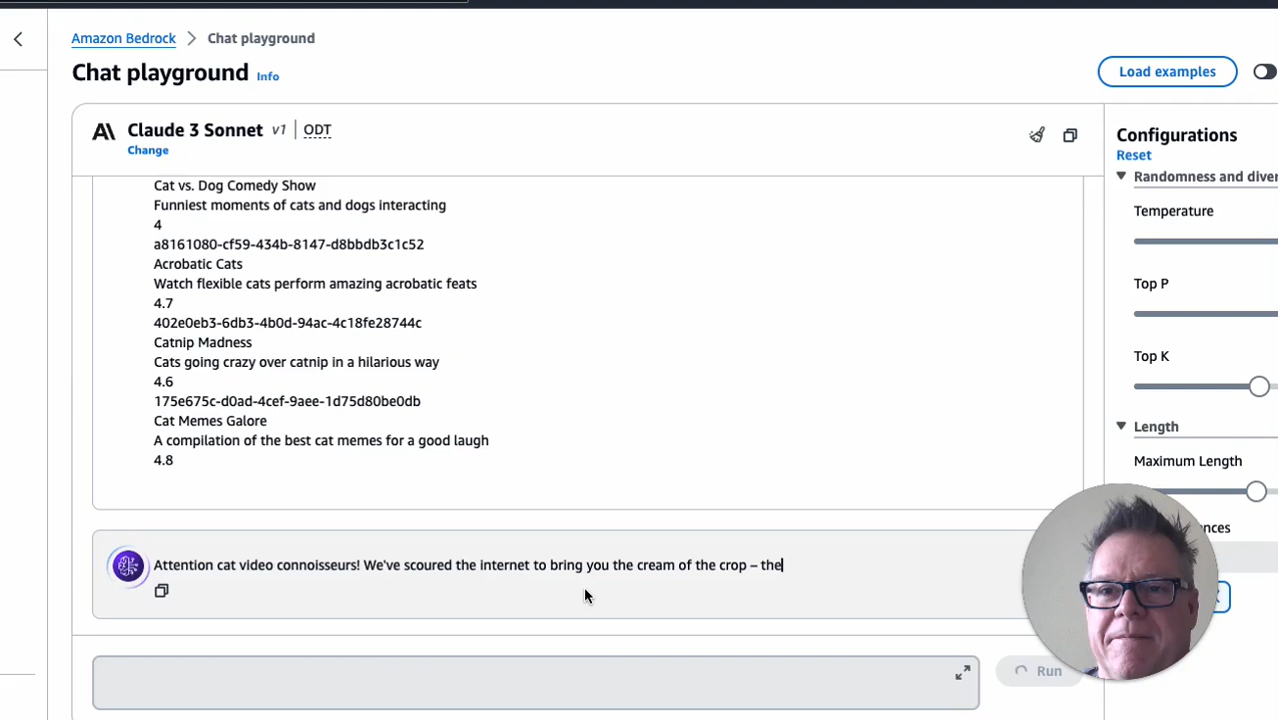 Amazon Bedrock > Chat playground
Chat playground Info
Load examples
Claude 3 Sonnet v1 | ODT
Change
Cat vs. Dog Comedy Show
Funniest moments of cats and dogs interacting
4
a8161080-cf59-434b-8147-d8bbdb3c1c52
Acrobatic Cats
Watch flexible cats perform amazing acrobatic feats
4.7
402e0eb3-6db3-4b0d-94ac-4c18fe28744c
Catnip Madness
Cats going crazy over catnip in a hilarious way
4.6
175e675c-d0ad-4cef-9aee-1d75d80be0db
Cat Memes Galore
A compilation of the best cat memes for a good laugh
4.8
Attention cat video connoisseurs! We've scoured the internet to bring you the cream of the crop – the
Run
Configurations
Reset
Randomness and diver
Temperature
Top P
Top K
Length
Maximum Length
nces